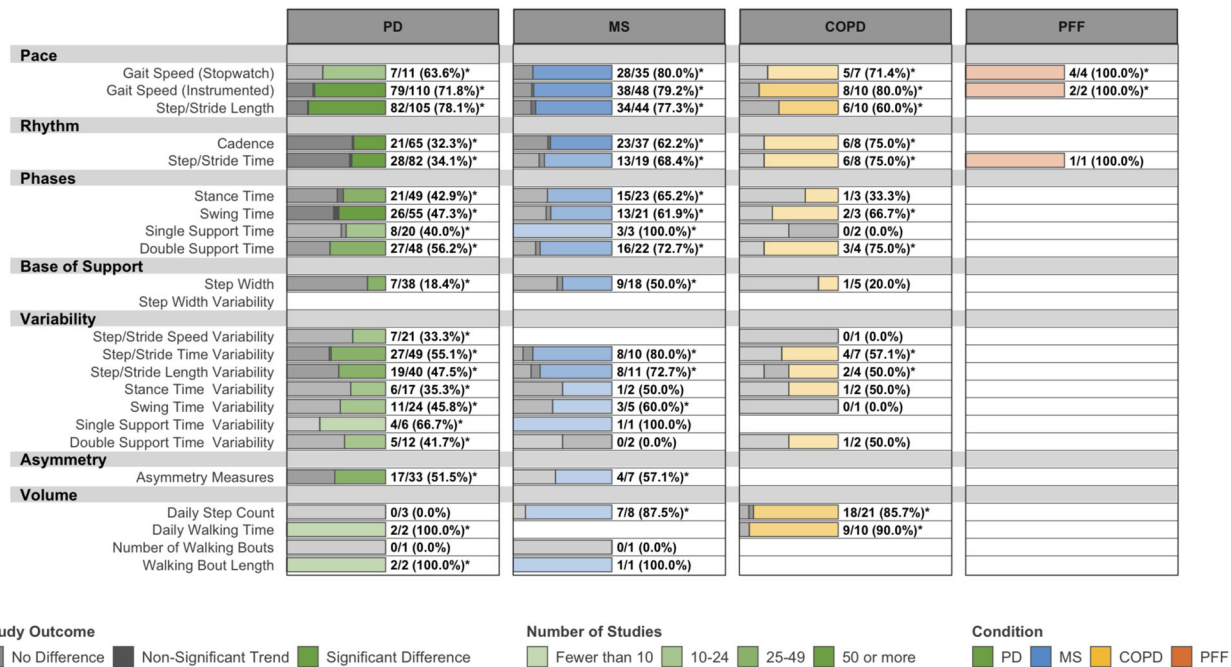 PD MS COPD PFF
Pace
Gait Speed (Stopwatch) 7/11 (63.6%)* 28/35 (80.0%)* 5/7 (71.4%)* 4/4 (100.0%)*
Gait Speed (Instrumented) 79/110 (71.8%)* 38/48 (79.2%)* 8/10 (80.0%)* 2/2 (100.0%)*
Step/Stride Length 82/105 (78.1%)* 34/44 (77.3%)* 6/10 (60.0%)*
Rhythm
Cadence 21/65 (32.3%)* 23/37 (62.2%)* 6/8 (75.0%)*
Step/Stride Time 28/82 (34.1%)* 13/19 (68.4%)* 6/8 (75.0%)* 1/1 (100.0%)
Phases
Stance Time 21/49 (42.9%)* 15/23 (65.2%)* 1/3 (33.3%)
Swing Time 26/55 (47.3%)* 13/21 (61.9%)* 2/3 (66.7%)*
Single Support Time 8/20 (40.0%)* 3/3 (100.0%)* 0/2 (0.0%)
Double Support Time 27/48 (56.2%)* 16/22 (72.7%)* 3/4 (75.0%)*
Base of Support
Step Width 7/38 (18.4%)* 9/18 (50.0%)* 1/5 (20.0%)
Step Width Variability
Variability
Step/Stride Speed Variability 7/21 (33.3%)* 0/1 (0.0%)
Step/Stride Time Variability 27/49 (55.1%)* 8/10 (80.0%)* 4/7 (57.1%)*
Step/Stride Length Variability 19/40 (47.5%)* 8/11 (72.7%)* 2/4 (50.0%)*
Stance Time Variability 6/17 (35.3%)* 1/2 (50.0%) 1/2 (50.0%)
Swing Time Variability 11/24 (45.8%)* 3/5 (60.0%)* 0/1 (0.0%)
Single Support Time Variability 4/6 (66.7%)* 1/1 (100.0%)
Double Support Time Variability 5/12 (41.7%)* 0/2 (0.0%) 1/2 (50.0%)
Asymmetry
Asymmetry Measures 17/33 (51.5%)* 4/7 (57.1%)*
Volume
Daily Step Count 0/3 (0.0%) 7/8 (87.5%)* 18/21 (85.7%)*
Daily Walking Time 2/2 (100.0%)* 9/10 (90.0%)*
Number of Walking Bouts 0/1 (0.0%) 0/1 (0.0%)
Walking Bout Length 2/2 (100.0%)* 1/1 (100.0%)
udy Outcome Number of Studies Condition
No Difference Non-Significant Trend Significant Difference Fewer than 10 10-24 25-49 50 or more PD MS COPD PFF